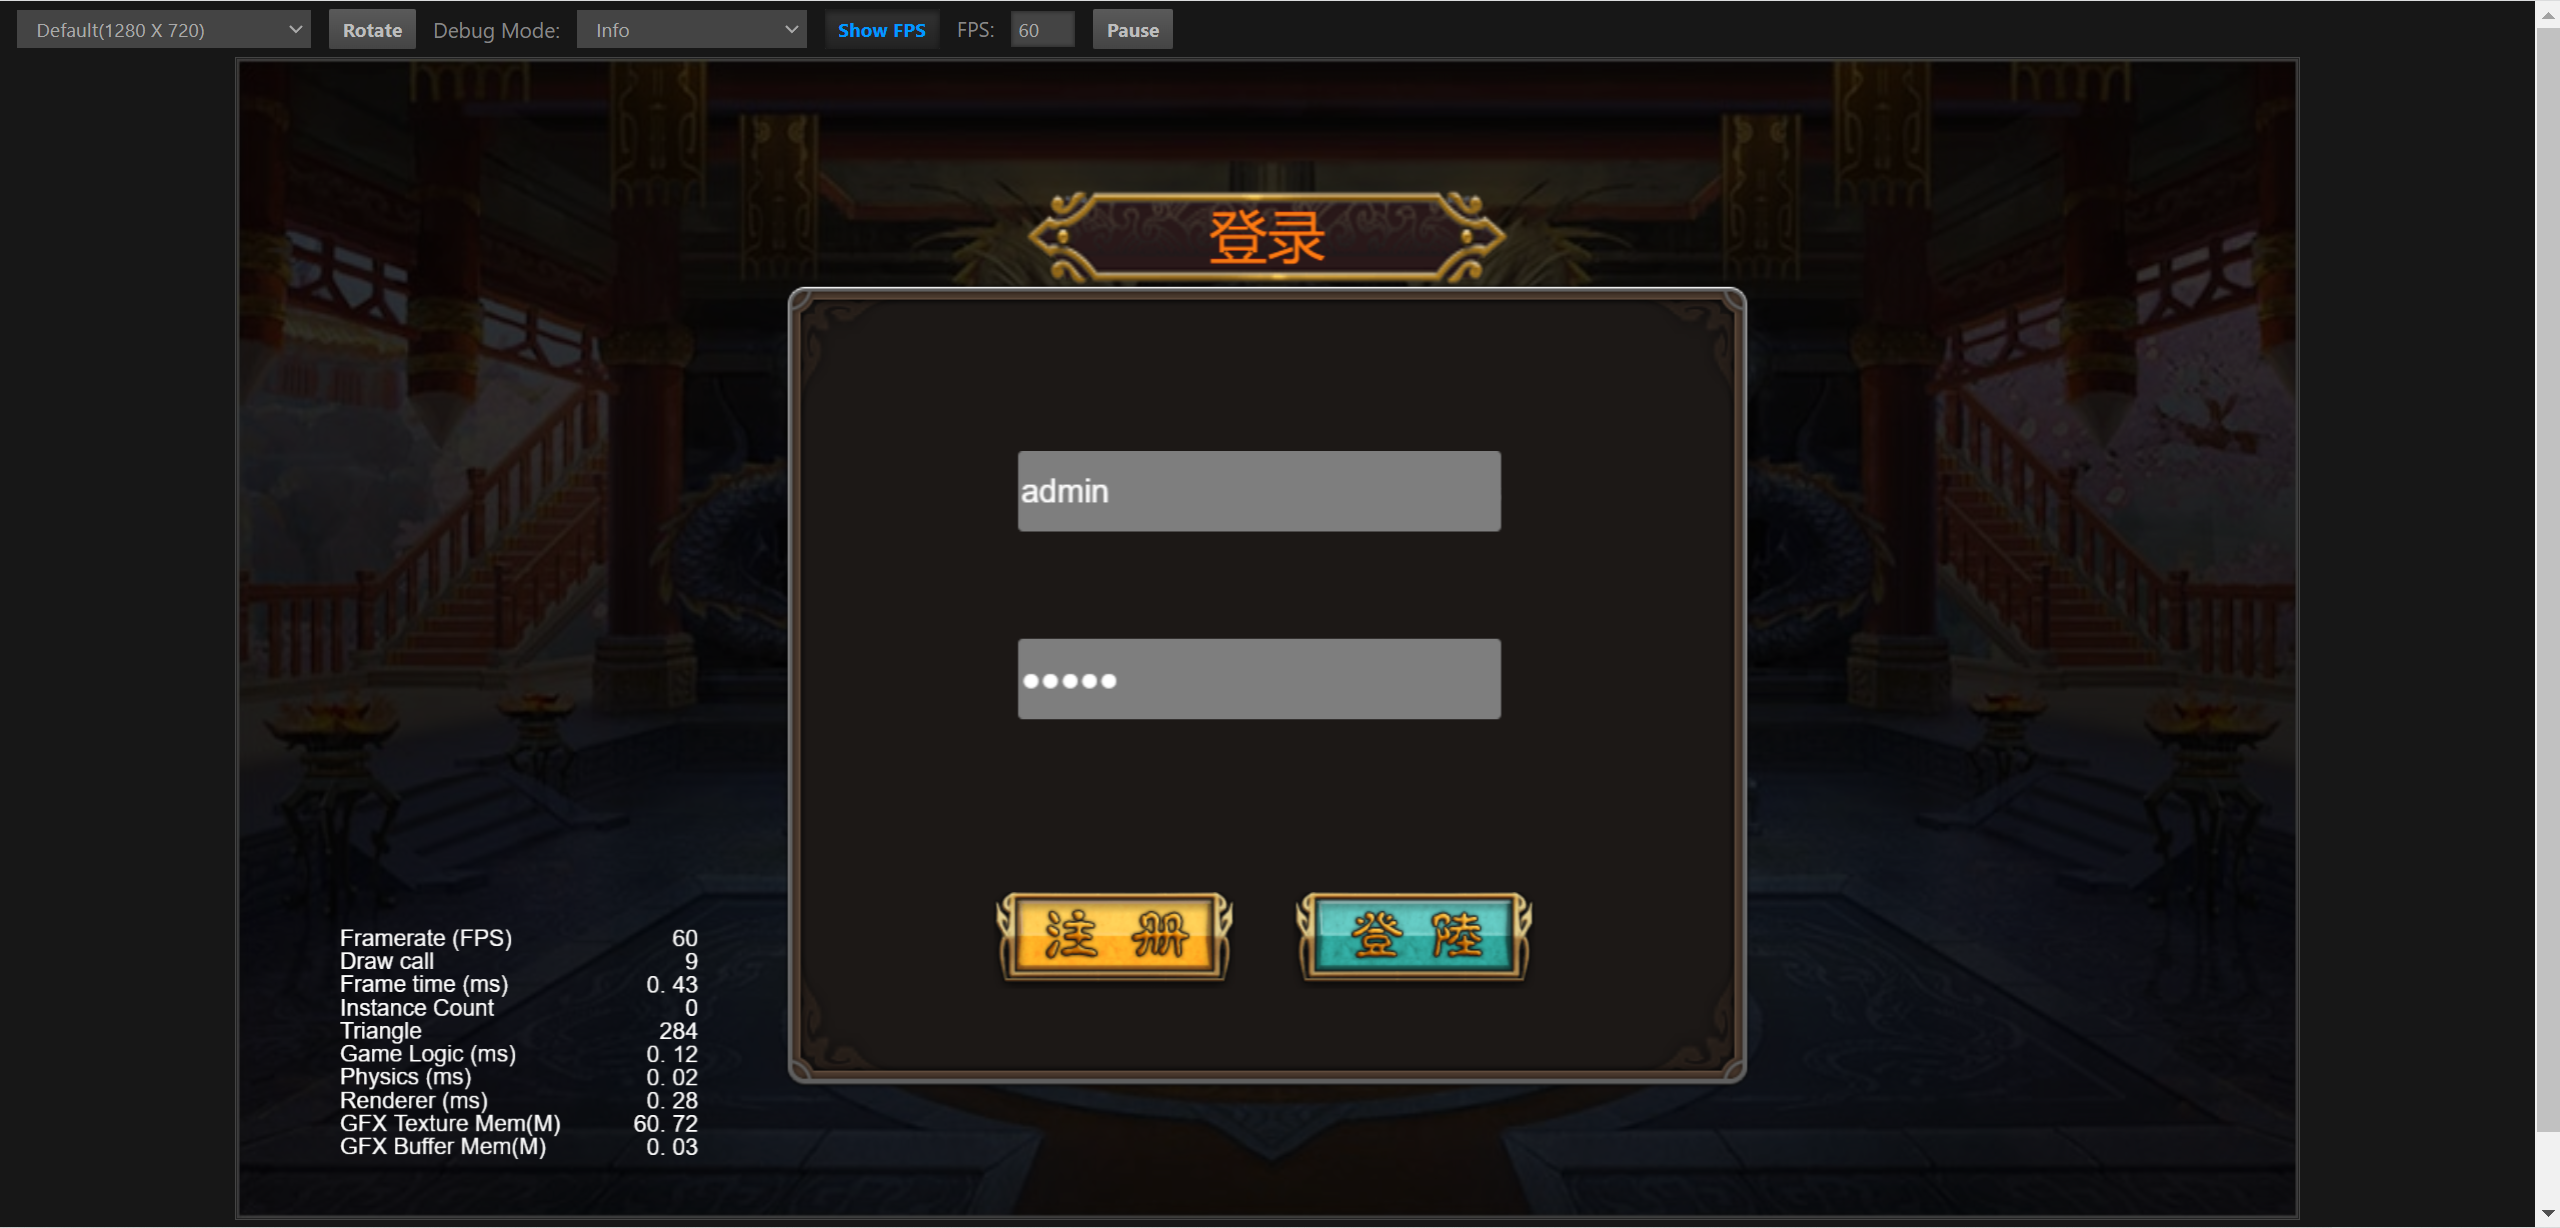 Default(1280 X 720) Rotate Debug Mode: Info Show FPS FPS: 60 Pause
登录
admin
●●●●●
注 册 登 陸
Framerate (FPS) 60
Draw call 9
Frame time (ms) 0. 43
Instance Count 0
Triangle 284
Game Logic (ms) 0. 12
Physics (ms) 0. 02
Renderer (ms) 0. 28
GFX Texture Mem(M) 60. 72
GFX Buffer Mem(M) 0. 03